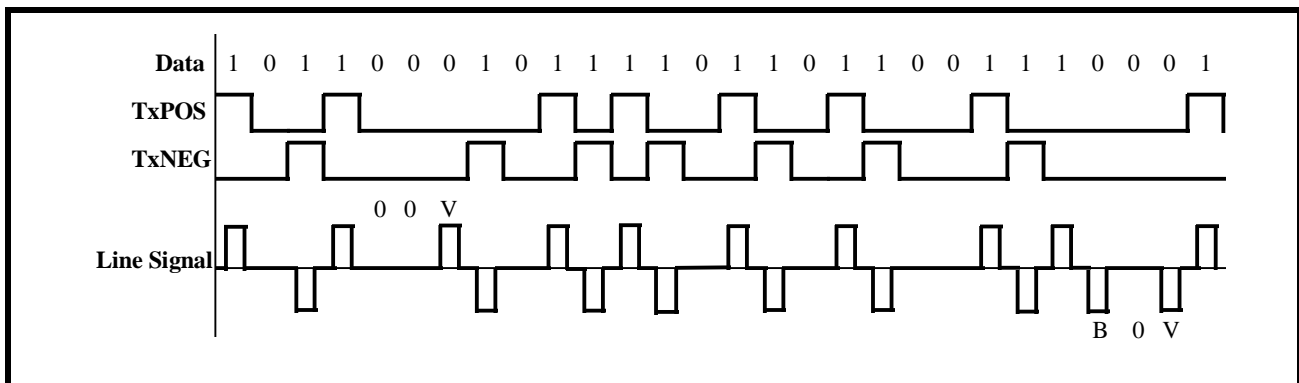 Data 1 0 1 1 0 0 0 1 0 1 1 1 1 0 1 1 0 1 1 0 0 1 1 1 0 0 0 1
TxPOS
TxNEG
0 0 V
Line Signal
B 0 V